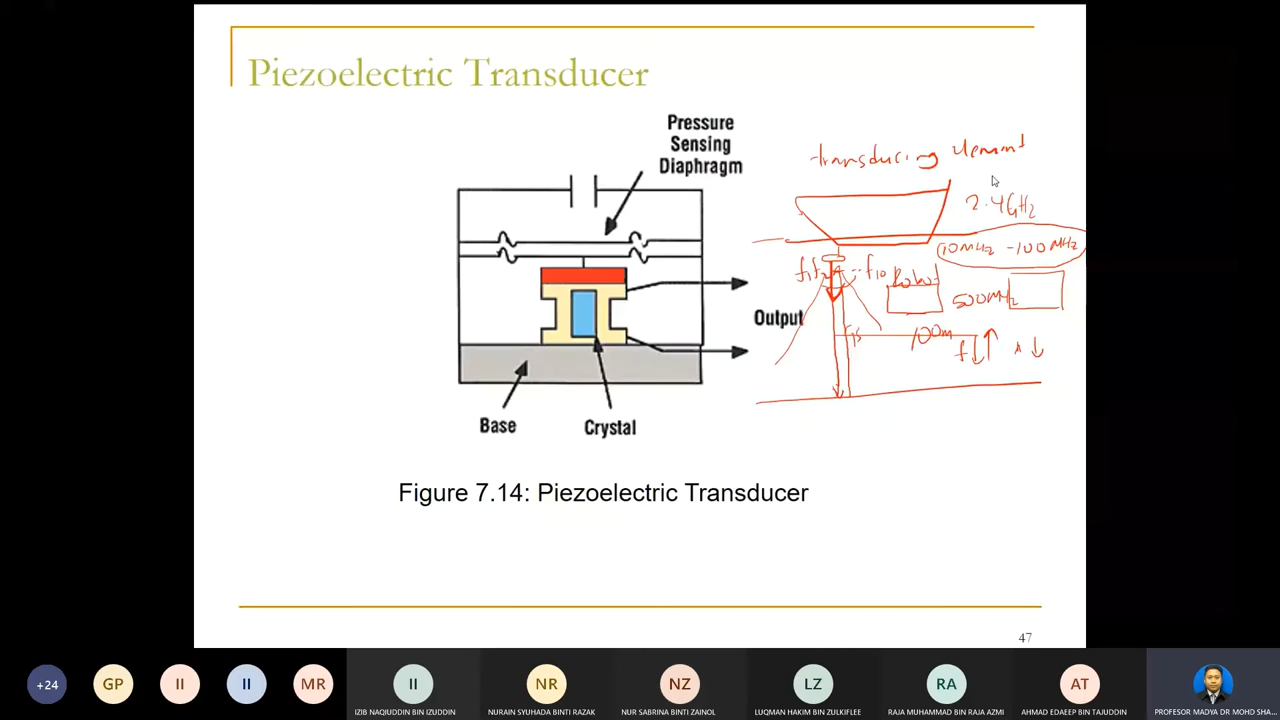 Piezoelectric Transducer
Pressure
Sensing
Diaphragm
transducing element
2.4GHz
10MHz - 100MHz
f10
Robot
500MHz
Output
100m
f
λ
Base
Crystal
Figure 7.14: Piezoelectric Transducer
47
+24
GP
II
II
MR
II
NR
NZ
LZ
RA
AT
IZIB NAQIUDDIN BIN IZUDDIN
NURAIN SYUHADA BINTI RAZAK
NUR SABRINA BINTI ZAINOL
LUQMAN HAKIM BIN ZULKIFLEE
RAJA MUHAMMAD BIN RAJA AZMI
AHMAD EDAEEP BIN TAJUDDIN
PROFESOR MADYA DR MOHD SHA...